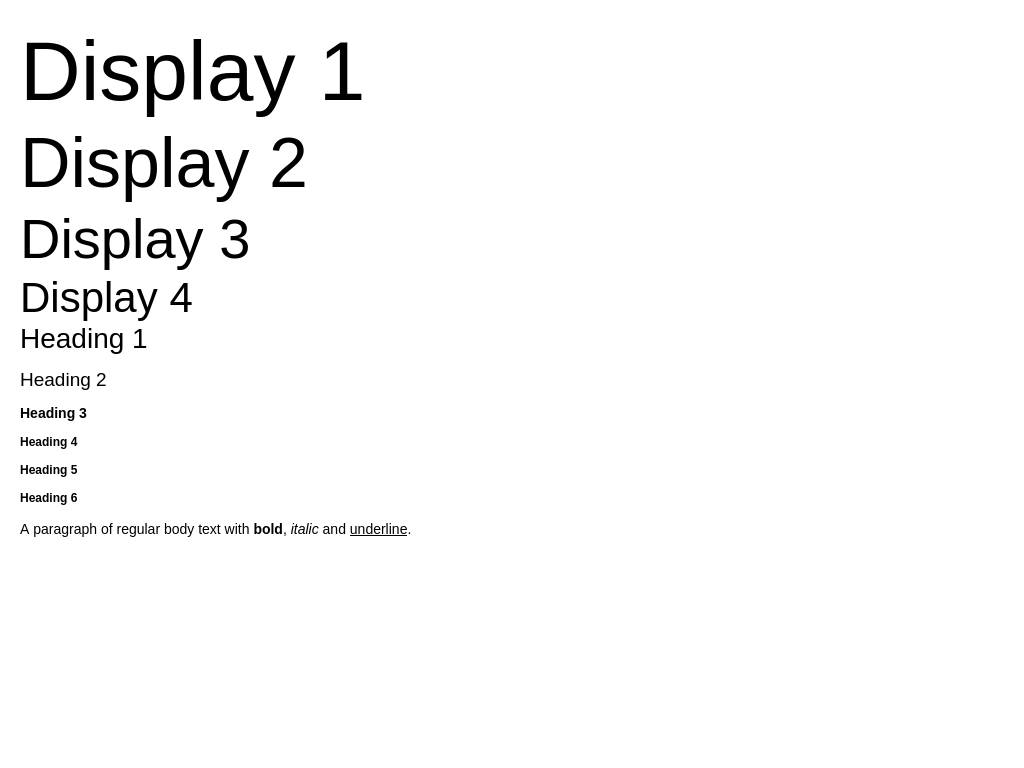 Display 1
Display 2
Display 3
Display 4
Heading 1
Heading 2
Heading 3
Heading 4
Heading 5
Heading 6
A paragraph of regular body text with bold, italic and underline.